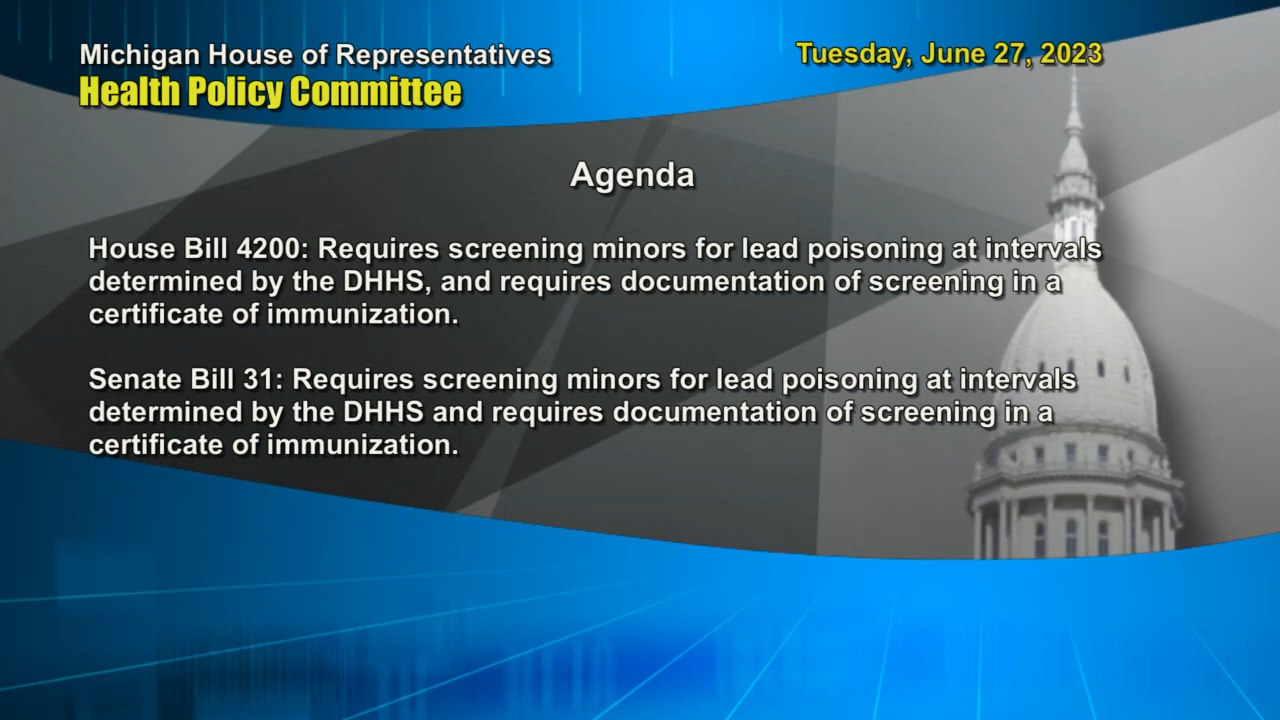 Michigan House of Representatives
Tuesday, June 27, 2023
Health Policy Committee
Agenda
House Bill 4200: Requires screening minors for lead poisoning at intervals
determined by the DHHS, and requires documentation of screening in a
certificate of immunization.
Senate Bill 31: Requires screening minors for lead poisoning at intervals
determined by the DHHS and requires documentation of screening in a
certificate of immunization.